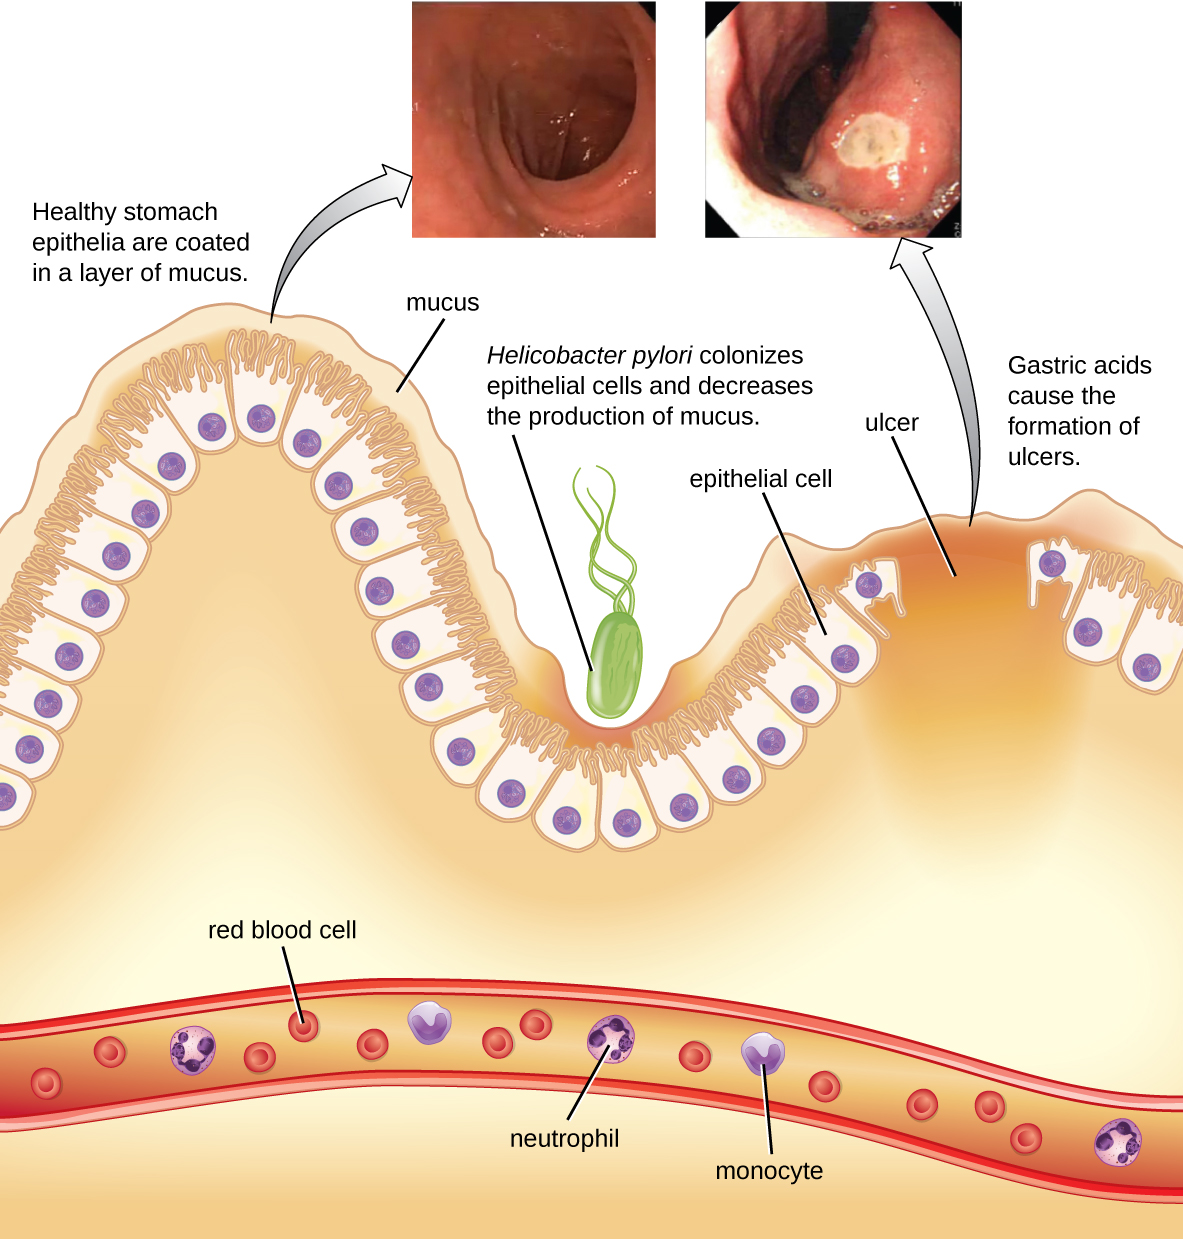 Healthy stomach
epithelia are coated
in a layer of mucus.
mucus
Helicobacter pylori colonizes
epithelial cells and decreases
the production of mucus.
ulcer
epithelial cell
Gastric acids
cause the
formation of
ulcers.
red blood cell
neutrophil
monocyte